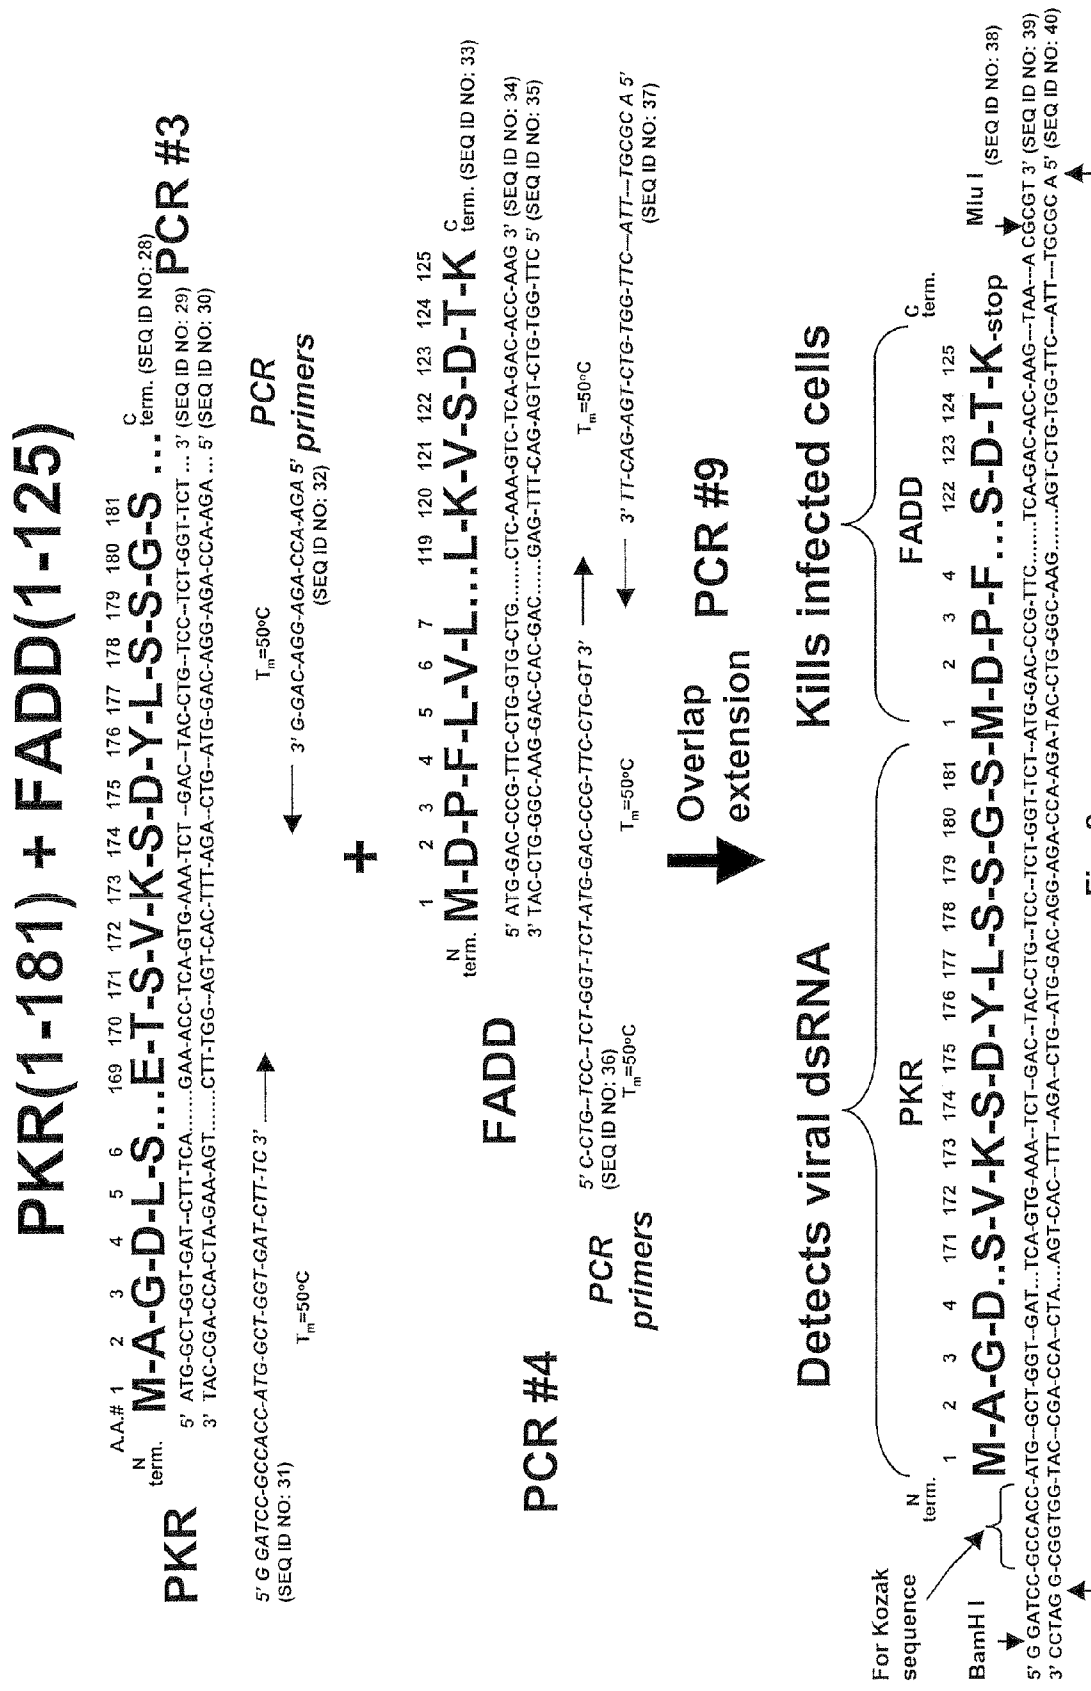 PKR(1-181) + FADD(1-125)
A.A.# 1 2 3 4 5 6 169 170 171 172 173 174 175 176 177 178 179 180 181
PKR
N term. M-A-G-D-L-S...E-T-S-V-K-S-D-Y-L-S-S-G-S ... C term. (SEQ ID NO: 28)
5' ATG-GCT-GGT-GAT--CTT-TCA......GAA-ACC-TCA-GTG-AAA-TCT --GAC--TAC-CTG--TCC--TCT-GGT-TCT ... 3' (SEQ ID NO: 29)
3' TAC-CGA-CCA-CTA-GAA-AGT......CTT-TGG--AGT-CAC-TTT-AGA--CTG--ATG-GAC-AGG-AGA-CCA-AGA ... 5' (SEQ ID NO: 30)
PCR #3
5' G GATCC-GCCACC-ATG-GCT-GGT-GAT-CTT-TC 3'
(SEQ ID NO: 31)
Tm=50°C
Tm=50°C
3' G-GAC-AGG-AGA-CCA-AGA 5'
(SEQ ID NO: 32)
PCR
primers
+
FADD
1 2 3 4 5 6 7 119 120 121 122 123 124 125
N term. M-D-P-F-L-V-L...L-K-V-S-D-T-K C term. (SEQ ID NO: 33)
5' ATG-GAC-CCG-TTC-CTG-GTG-CTG......CTC-AAA-GTC-TCA-GAC-ACC-AAG 3' (SEQ ID NO: 34)
3' TAC-CTG-GGC-AAG-GAC-CAC-GAC......GAG-TTT-CAG-AGT-CTG-TGG-TTC 5' (SEQ ID NO: 35)
PCR #4
PCR
primers
5' C-CTG--TCC--TCT-GGT-TCT-ATG-GAC-CCG-TTC-CTG-GT 3'
(SEQ ID NO: 36)
Tm=50°C
Tm=50°C
Tm=50°C
3' TT-CAG-AGT-CTG-TGG-TTC---ATT---TGCGC A 5'
(SEQ ID NO: 37)
Overlap
extension
PCR #9
Detects viral dsRNA
Kills infected cells
PKR
FADD
For Kozak
sequence
N term.
C term.
1 2 3 4 171 172 173 174 175 176 177 178 179 180 181 1 2 3 4 122 123 124 125
BamH I
M-A-G-D..S-V-K-S-D-Y-L-S-S-G-S-M-D-P-F...S-D-T-K-stop
Mlu I
(SEQ ID NO: 38)
5' G GATCC-GCCACC-ATG--GCT-GGT--GAT...TCA-GTG-AAA--TCT--GAC--TAC-CTG--TCC--TCT-GGT-TCT--ATG-GAC-CCG-TTC.......TCA-GAC-ACC-AAG---TAA---A CGCGT 3' (SEQ ID NO: 39)
3' CCTAG G-CGGTGG-TAC--CGA-CCA--CTA....AGT-CAC--TTT-AGA--CTG--ATG-GAC-AGG-AGA-CCA-AGA-TAC-CTG-GGC-AAG......AGT-CTG-TGG-TTC---ATT---TGCGC A 5' (SEQ ID NO: 40)